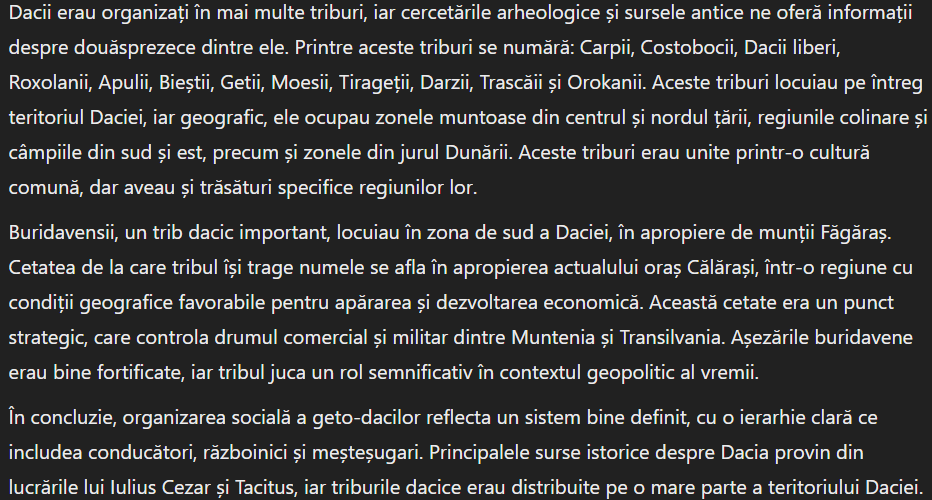 Dacii erau organizați în mai multe triburi, iar cercetările arheologice și sursele antice ne oferă informații
despre douăsprezece dintre ele. Printre aceste triburi se numără: Carpii, Costobocii, Dacii liberi,
Roxolanii, Apulii, Bieștii, Getii, Moesii, Tirageții, Darzii, Trascăii și Orokanii. Aceste triburi locuiau pe întreg
teritoriul Daciei, iar geografic, ele ocupau zonele muntoase din centrul și nordul țării, regiunile colinare și
câmpiile din sud și est, precum și zonele din jurul Dunării. Aceste triburi erau unite printr-o cultură
comună, dar aveau și trăsături specifice regiunilor lor.
Buridavensii, un trib dacic important, locuiau în zona de sud a Daciei, în apropiere de munții Făgăraș.
Cetatea de la care tribul își trage numele se afla în apropierea actualului oraș Călărași, într-o regiune cu
condiții geografice favorabile pentru apărarea și dezvoltarea economică. Această cetate era un punct
strategic, care controla drumul comercial și militar dintre Muntenia și Transilvania. Așezările buridavene
erau bine fortificate, iar tribul juca un rol semnificativ în contextul geopolitic al vremii.
În concluzie, organizarea socială a geto-dacilor reflecta un sistem bine definit, cu o ierarhie clară ce
includea conducători, războinici și meșteșugari. Principalele surse istorice despre Dacia provin din
lucrările lui Iulius Cezar și Tacitus, iar triburile dacice erau distribuite pe o mare parte a teritoriului Daciei.